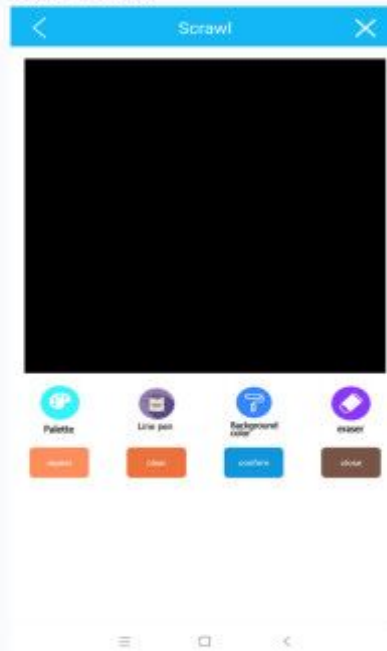 Scrawl
Palette
Line pen
Background
color
eraser
clear
confirm
close